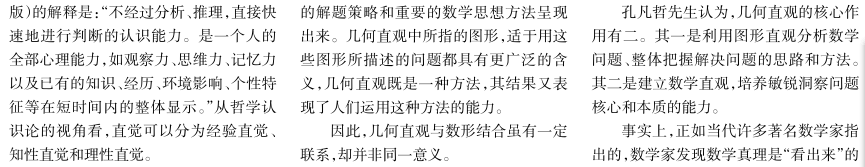 版)的解释是:“不经过分析、推理,直接快
速地进行判断的认识能力。是一个人的
全部心理能力,如观察力、思维力、记忆力
以及已有的知识、经历、环境影响、个性特
征等在短时间内的整体显示。”从哲学认
识论的视角看,直觉可以分为经验直觉、
知性直觉和理性直觉。
的解题策略和重要的数学思想方法呈现
出来。几何直观中所指的图形,适于用这
些图形所描述的问题都具有更广泛的含
义,几何直观既是一种方法,其结果又表
现了人们运用这种方法的能力。
因此,几何直观与数形结合虽有一定
联系,却并非同一意义。
孔凡哲先生认为,几何直观的核心作
用有二。其一是利用图形直观分析数学
问题、整体把握解决问题的思路和方法。
其二是建立数学直观,培养敏锐洞察问题
核心和本质的能力。
事实上,正如当代许多著名数学家指
出的,数学家发现数学真理是“看出来”的